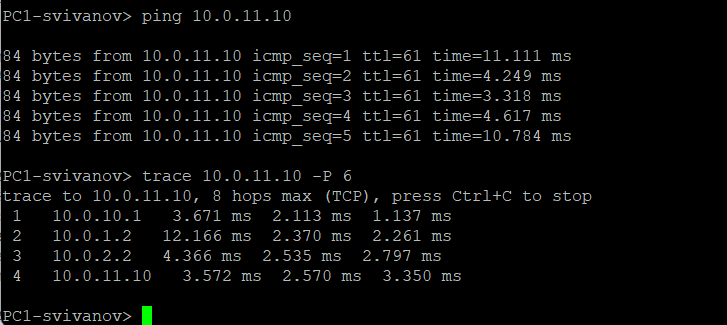 PC1-svivanov> ping 10.0.11.10
84 bytes from 10.0.11.10 icmp_seq=1 ttl=61 time=11.111 ms
84 bytes from 10.0.11.10 icmp_seq=2 ttl=61 time=4.249 ms
84 bytes from 10.0.11.10 icmp_seq=3 ttl=61 time=3.318 ms
84 bytes from 10.0.11.10 icmp_seq=4 ttl=61 time=4.617 ms
84 bytes from 10.0.11.10 icmp_seq=5 ttl=61 time=10.784 ms
PC1-svivanov> trace 10.0.11.10 -P 6
trace to 10.0.11.10, 8 hops max (TCP), press Ctrl+C to stop
 1   10.0.10.1   3.671 ms  2.113 ms  1.137 ms
 2   10.0.1.2   12.166 ms  2.370 ms  2.261 ms
 3   10.0.2.2   4.366 ms  2.535 ms  2.797 ms
 4   10.0.11.10   3.572 ms  2.570 ms  3.350 ms
PC1-svivanov>